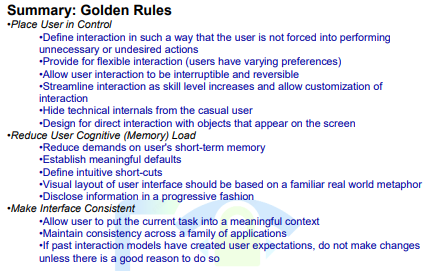 Summary: Golden Rules
•Place User in Control
•Define interaction in such a way that the user is not forced into performing
unnecessary or undesired actions
•Provide for flexible interaction (users have varying preferences)
•Allow user interaction to be interruptible and reversible
•Streamline interaction as skill level increases and allow customization of
interaction
•Hide technical internals from the casual user
•Design for direct interaction with objects that appear on the screen
•Reduce User Cognitive (Memory) Load
•Reduce demands on user's short-term memory
•Establish meaningful defaults
•Define intuitive short-cuts
•Visual layout of user interface should be based on a familiar real world metaphor
•Disclose information in a progressive fashion
•Make Interface Consistent
•Allow user to put the current task into a meaningful context
•Maintain consistency across a family of applications
•If past interaction models have created user expectations, do not make changes
unless there is a good reason to do so